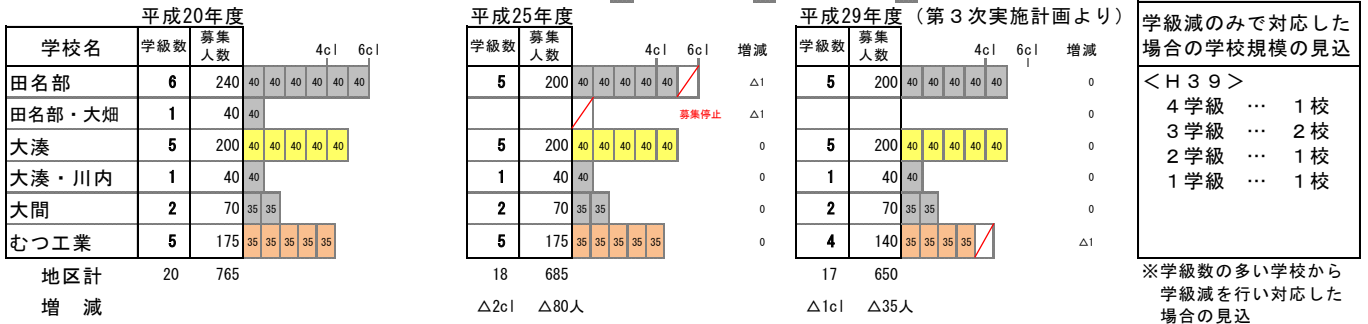 平成20年度
学校名 学級数 募集人数 4cl 6cl
田名部 6 240 40 40 40 40 40 40
田名部・大畑 1 40 40
大湊 5 200 40 40 40 40 40
大湊・川内 1 40 40
大間 2 70 35 35
むつ工業 5 175 35 35 35 35 35
地区計 20 765
増 減
平成25年度
学級数 募集人数 4cl 6cl 増減
5 200 40 40 40 40 40 △1
募集停止 △1
5 200 40 40 40 40 40 0
1 40 40 0
2 70 35 35 0
5 175 35 35 35 35 35 0
18 685
△2cl △80人
平成29年度（第３次実施計画より）
学級数 募集人数 4cl 6cl 増減
5 200 40 40 40 40 40 0
0
5 200 40 40 40 40 40 0
1 40 40 0
2 70 35 35 0
4 140 35 35 35 35 △1
17 650
△1cl △35人
学級減のみで対応した
場合の学校規模の見込
＜Ｈ３９＞
４学級 … １校
３学級 … ２校
２学級 … １校
１学級 … １校
※学級数の多い学校から
学級減を行い対応した
場合の見込